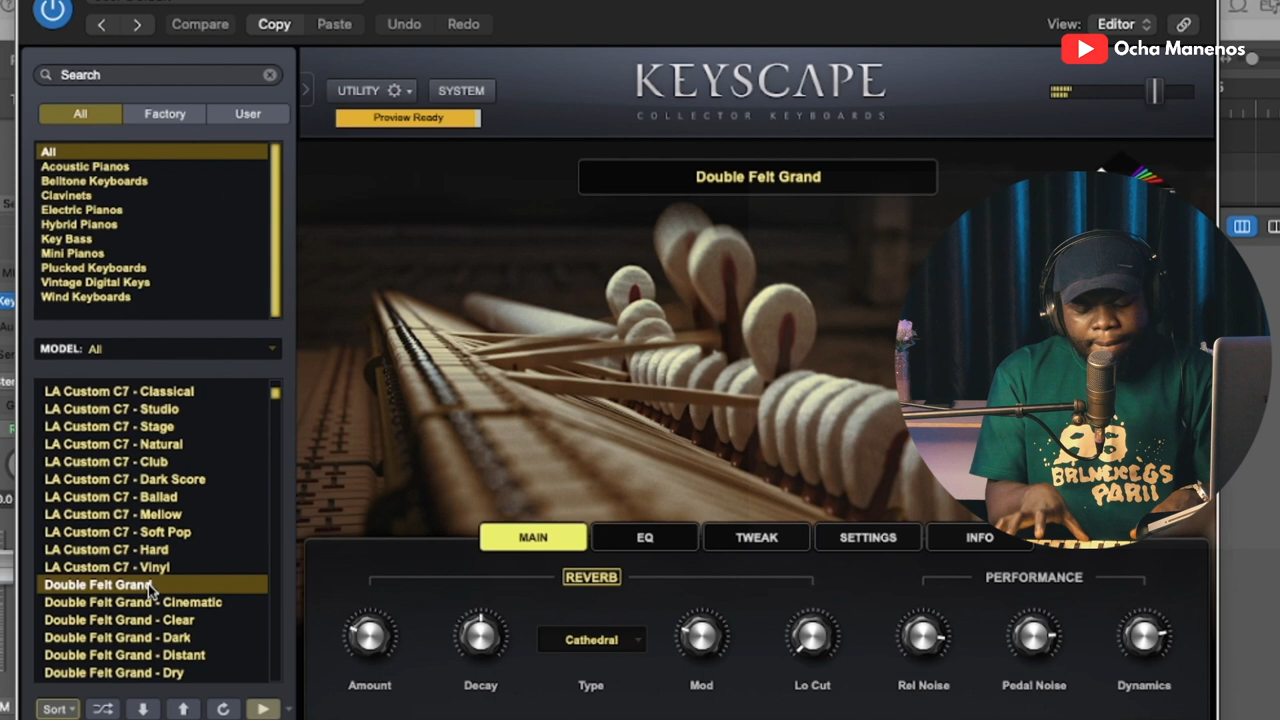 Compare
Copy
Paste
Undo
Redo
View:
Editor
Ocha Manenos
Search
All
Factory
User
UTILITY
SYSTEM
Preview Ready
KEYSCAPE
COLLECTOR KEYBOARDS
Double Felt Grand
All
Acoustic Pianos
Belltone Keyboards
Clavinets
Electric Pianos
Hybrid Pianos
Key Bass
Mini Pianos
Plucked Keyboards
Vintage Digital Keys
Wind Keyboards
MODEL: All
LA Custom C7 - Classical
LA Custom C7 - Studio
LA Custom C7 - Stage
LA Custom C7 - Natural
LA Custom C7 - Club
LA Custom C7 - Dark Score
LA Custom C7 - Ballad
LA Custom C7 - Mellow
LA Custom C7 - Soft Pop
LA Custom C7 - Hard
LA Custom C7 - Vinyl
Double Felt Grand
Double Felt Grand - Cinematic
Double Felt Grand - Clear
Double Felt Grand - Dark
Double Felt Grand - Distant
Double Felt Grand - Dry
Sort
MAIN
EQ
TWEAK
SETTINGS
INFO
REVERB
PERFORMANCE
Cathedral
Amount
Decay
Type
Mod
Lo Cut
Rel Noise
Pedal Noise
Dynamics
93
PARII